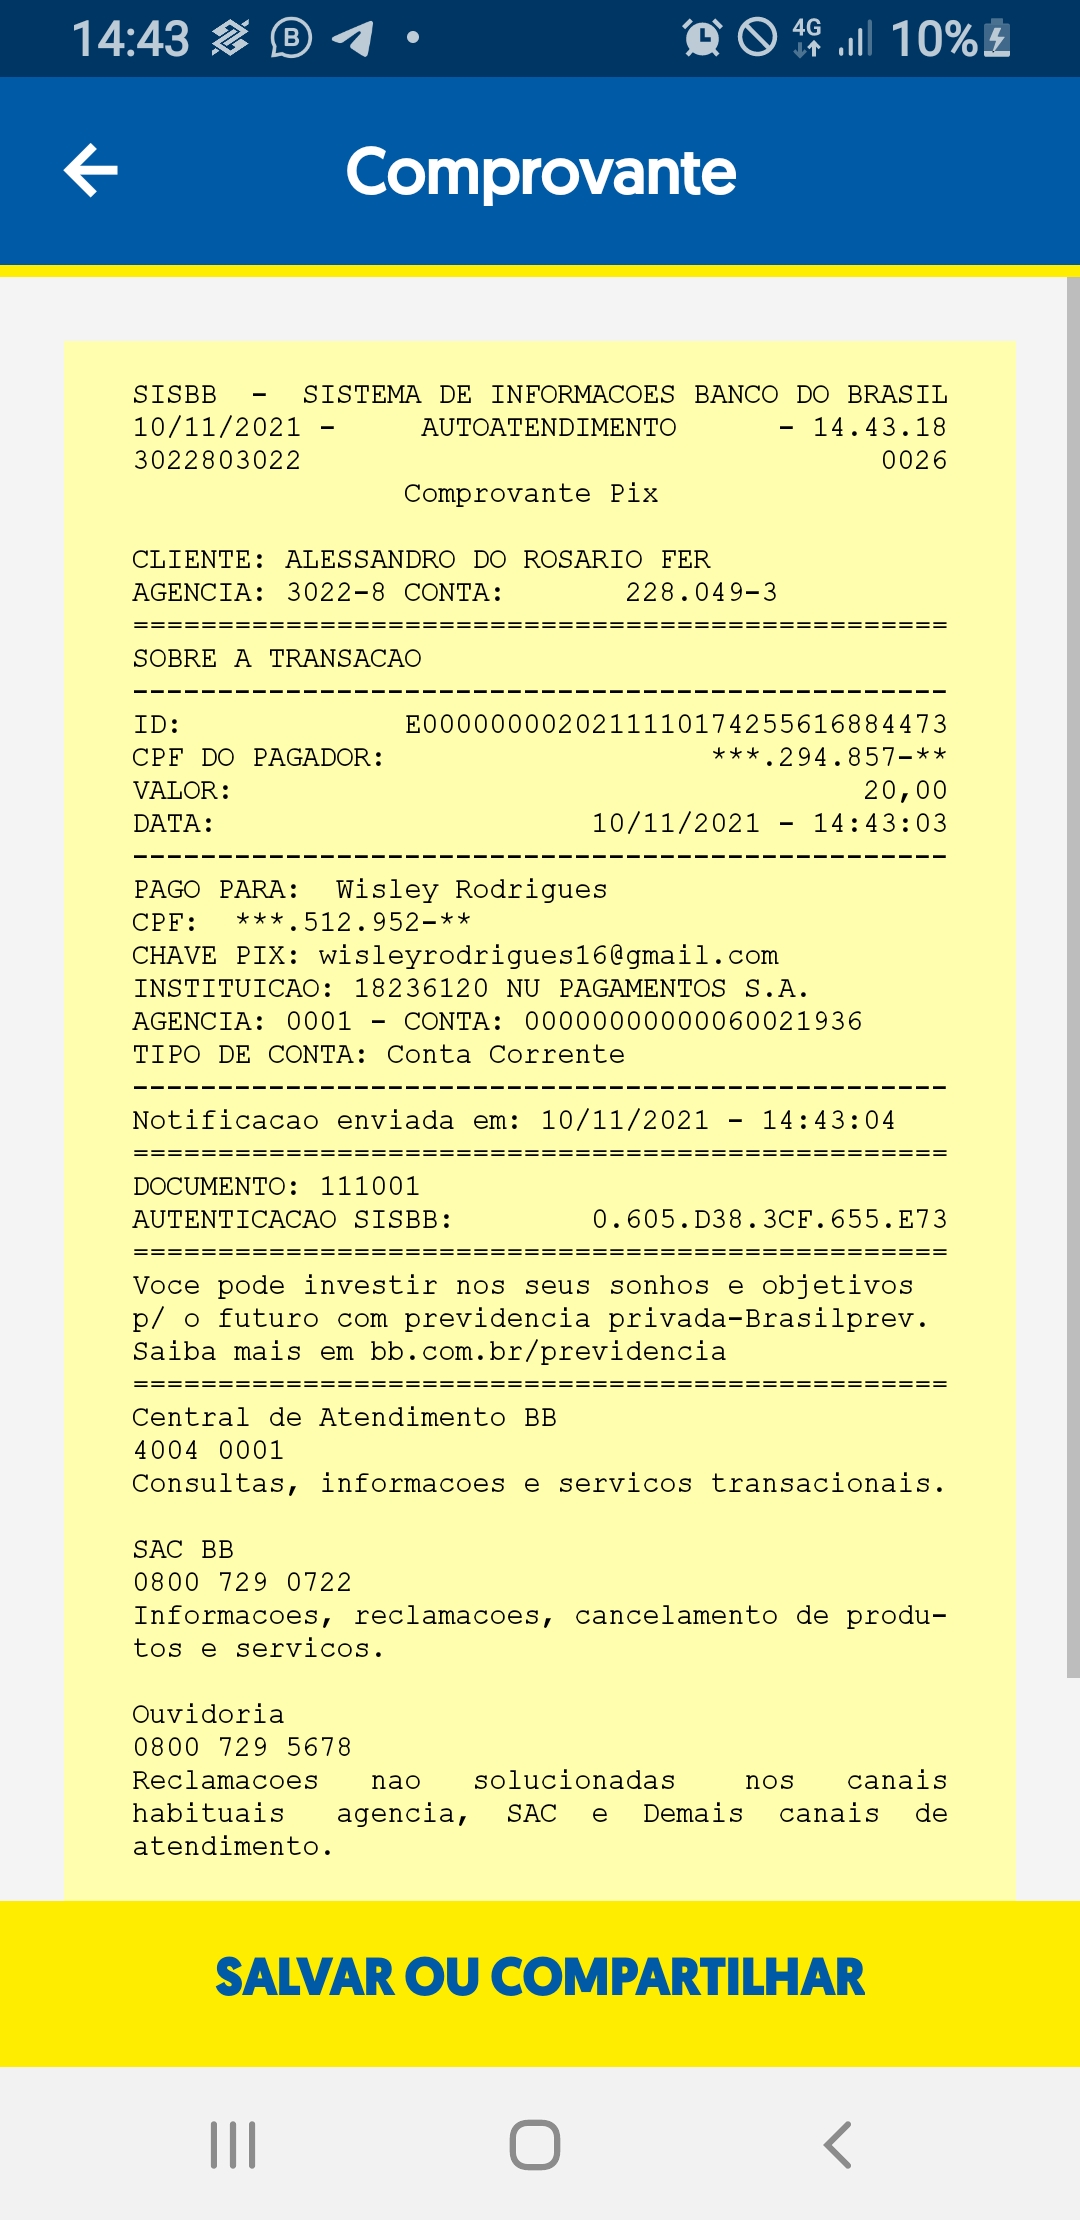 14:43 B 4G 10%
Comprovante
SISBB - SISTEMA DE INFORMACOES BANCO DO BRASIL
10/11/2021 - AUTOATENDIMENTO - 14.43.18
3022803022 0026
Comprovante Pix
CLIENTE: ALESSANDRO DO ROSARIO FER
AGENCIA: 3022-8 CONTA: 228.049-3
================================================
SOBRE A TRANSACAO
------------------------------------------------
ID: E0000000020211110174255616884473
CPF DO PAGADOR: ***.294.857-**
VALOR: 20,00
DATA: 10/11/2021 - 14:43:03
------------------------------------------------
PAGO PARA: Wisley Rodrigues
CPF: ***.512.952-**
CHAVE PIX: wisleyrodrigues16@gmail.com
INSTITUICAO: 18236120 NU PAGAMENTOS S.A.
AGENCIA: 0001 - CONTA: 00000000000060021936
TIPO DE CONTA: Conta Corrente
------------------------------------------------
Notificacao enviada em: 10/11/2021 - 14:43:04
================================================
DOCUMENTO: 111001
AUTENTICACAO SISBB: 0.605.D38.3CF.655.E73
================================================
Voce pode investir nos seus sonhos e objetivos
p/ o futuro com previdencia privada-Brasilprev.
Saiba mais em bb.com.br/previdencia
================================================
Central de Atendimento BB
4004 0001
Consultas, informacoes e servicos transacionais.
SAC BB
0800 729 0722
Informacoes, reclamacoes, cancelamento de produ-
tos e servicos.
Ouvidoria
0800 729 5678
Reclamacoes nao solucionadas nos canais
habituais agencia, SAC e Demais canais de
atendimento.
SALVAR OU COMPARTILHAR